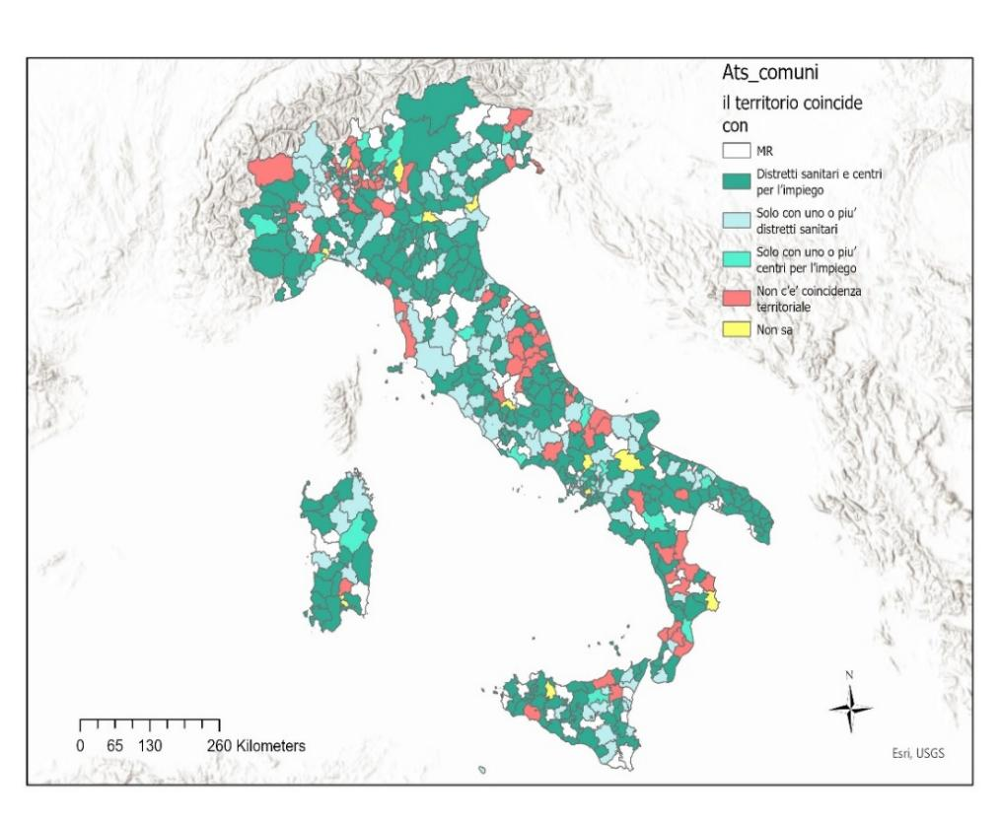 Ats_comuni
il territorio coincide
con
MR
Distretti sanitari e centri
per l'impiego
Solo con uno o piu'
distretti sanitari
Solo con uno o piu'
centri per l'impiego
Non c'e' coincidenza
territoriale
Non sa
N
0 65 130 260 Kilometers
Esri, USGS